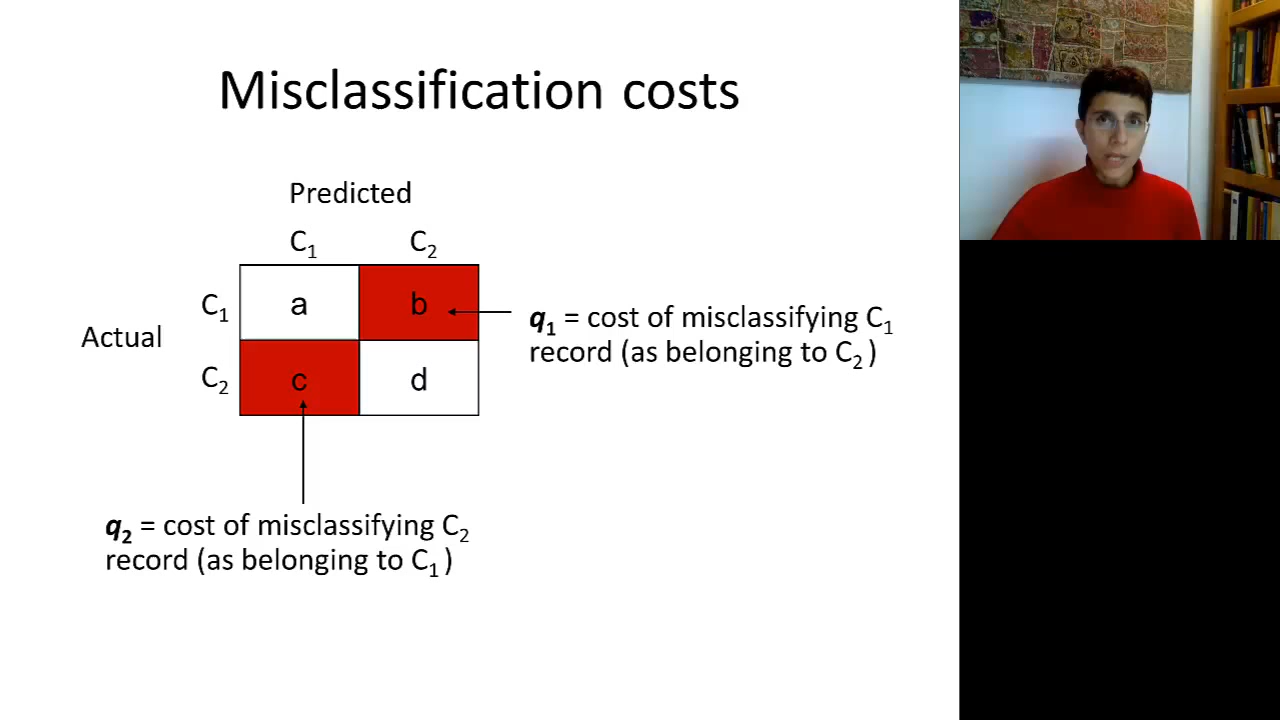 Misclassification costs
Predicted
C₁ C₂
C₁ a b
Actual
C₂ c d
q₁ = cost of misclassifying C₁
record (as belonging to C₂ )
q₂ = cost of misclassifying C₂
record (as belonging to C₁ )